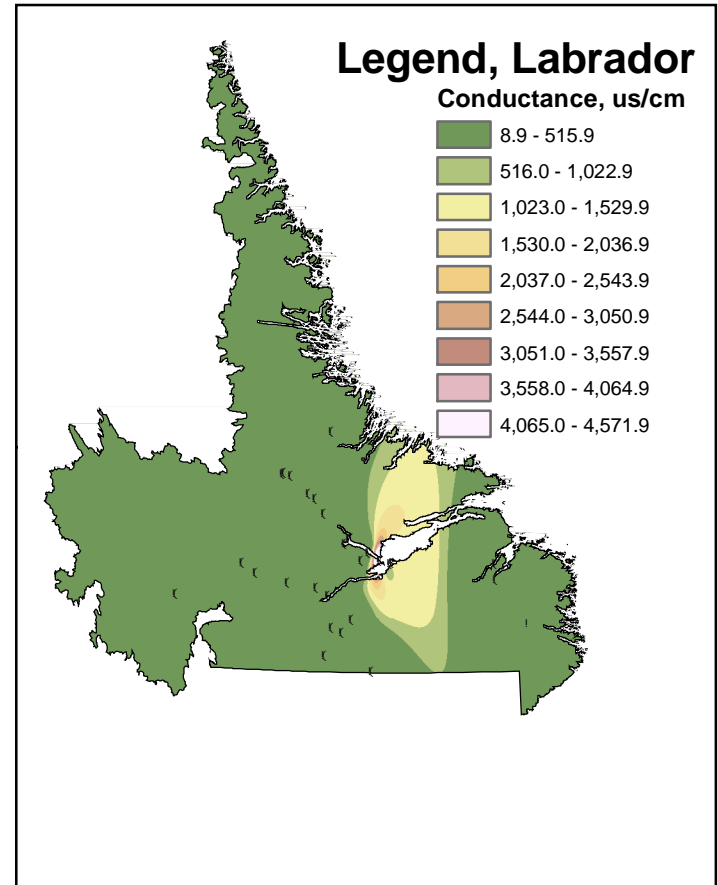 Legend, Labrador
Conductance, us/cm
8.9 - 515.9
516.0 - 1,022.9
1,023.0 - 1,529.9
1,530.0 - 2,036.9
2,037.0 - 2,543.9
2,544.0 - 3,050.9
3,051.0 - 3,557.9
3,558.0 - 4,064.9
4,065.0 - 4,571.9